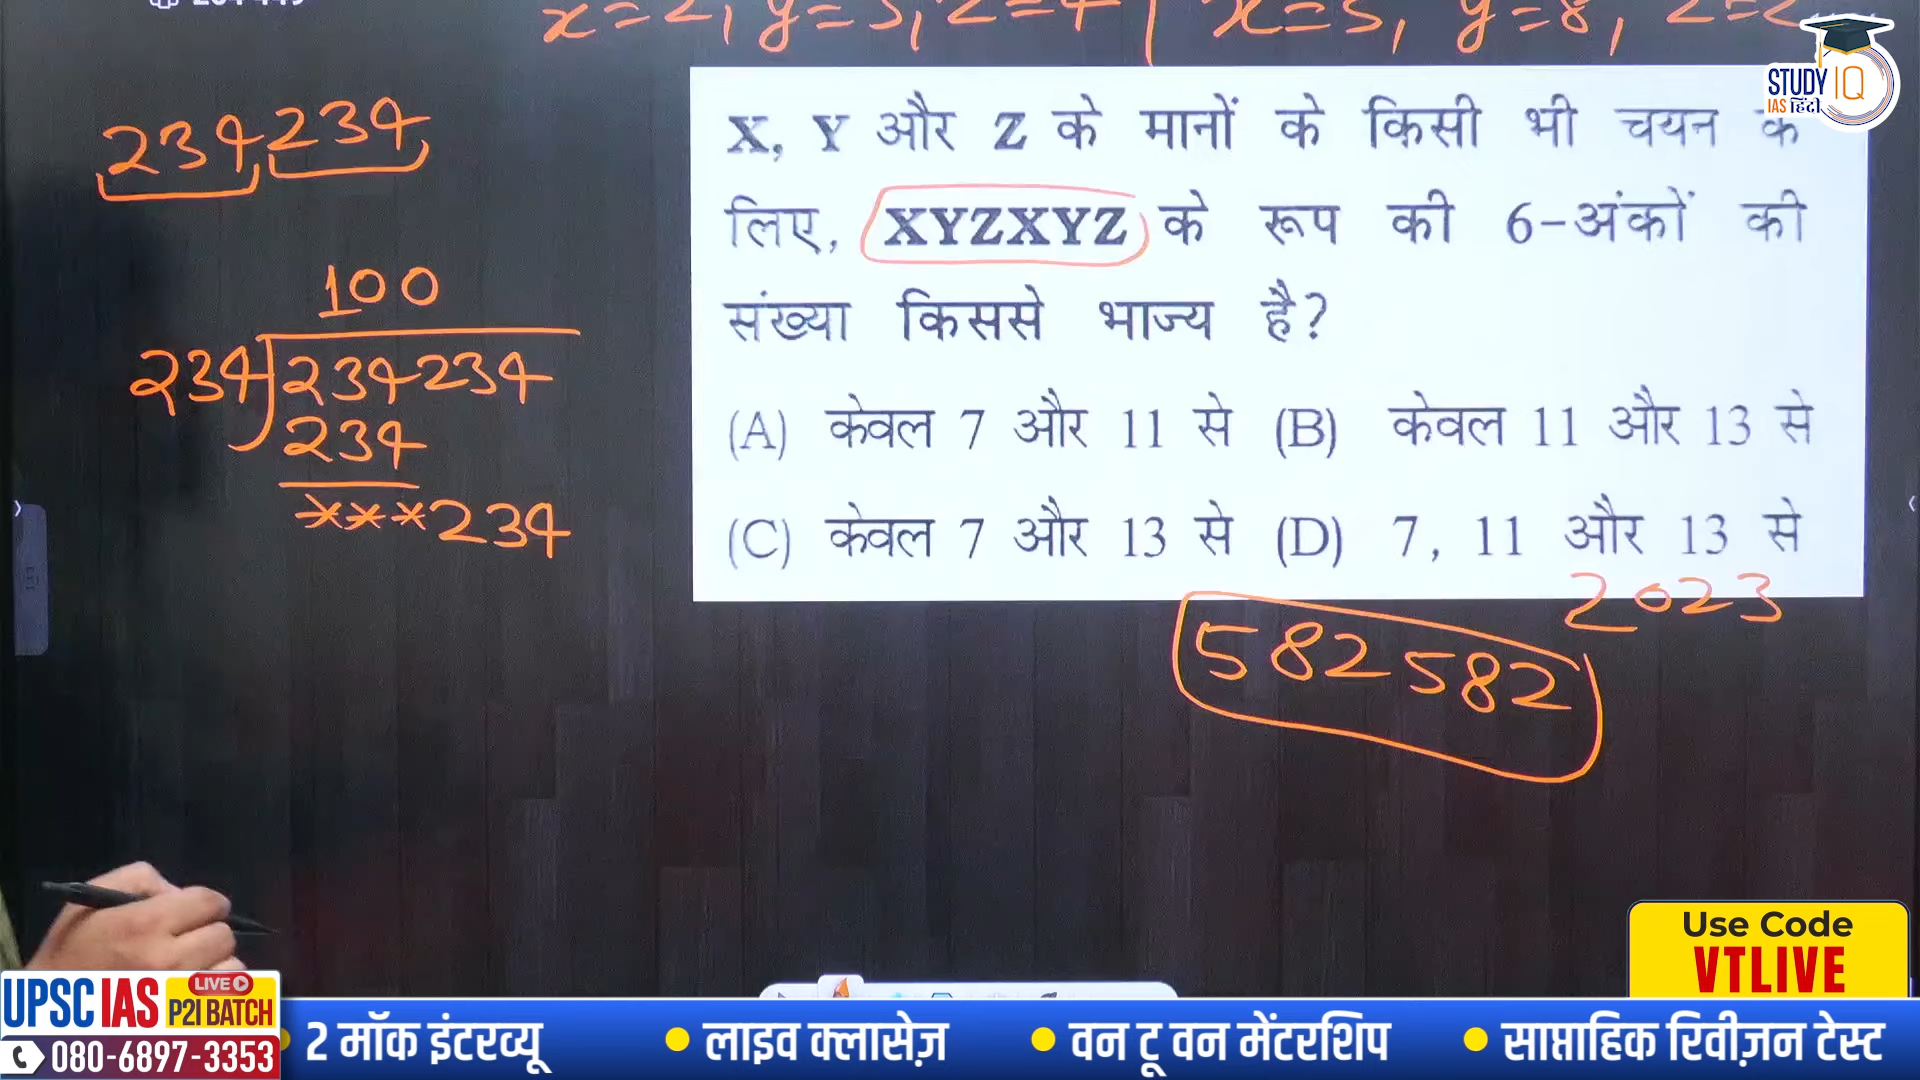 x=2, y=3, z=4 | x=5, y=8, z=2
STUDY IQ
IAS हिंदी
234234
X, Y और Z के मानों के किसी भी चयन के
लिए, XYZXYZ के रूप की 6-अंकों की
संख्या किससे भाज्य है?
(A) केवल 7 और 11 से (B) केवल 11 और 13 से
(C) केवल 7 और 13 से (D) 7, 11 और 13 से
100
234)234234
234
***234
2023
582582
Use Code
VTLIVE
UPSC IAS LIVE P2I BATCH
080-6897-3353
2 मॉक इंटरव्यू • लाइव क्लासेज़ • वन टू वन मेंटरशिप • साप्ताहिक रिवीज़न टेस्ट